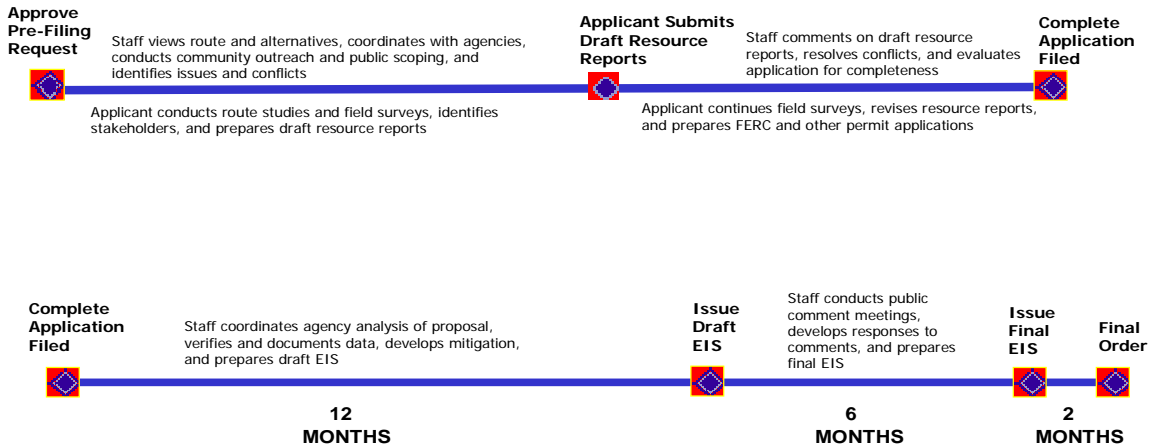 Approve
Pre-Filing
Request
Staff views route and alternatives, coordinates with agencies,
conducts community outreach and public scoping, and
identifies issues and conflicts
Applicant conducts route studies and field surveys, identifies
stakeholders, and prepares draft resource reports
Applicant Submits
Draft Resource
Reports
Staff comments on draft resource
reports, resolves conflicts, and evaluates
application for completeness
Applicant continues field surveys, revises resource reports,
and prepares FERC and other permit applications
Complete
Application
Filed
Complete
Application
Filed
Staff coordinates agency analysis of proposal,
verifies and documents data, develops mitigation,
and prepares draft EIS
12
MONTHS
Issue
Draft
EIS
Staff conducts public
comment meetings,
develops responses to
comments, and prepares
final EIS
6
MONTHS
Issue
Final
EIS
2
MONTHS
Final
Order